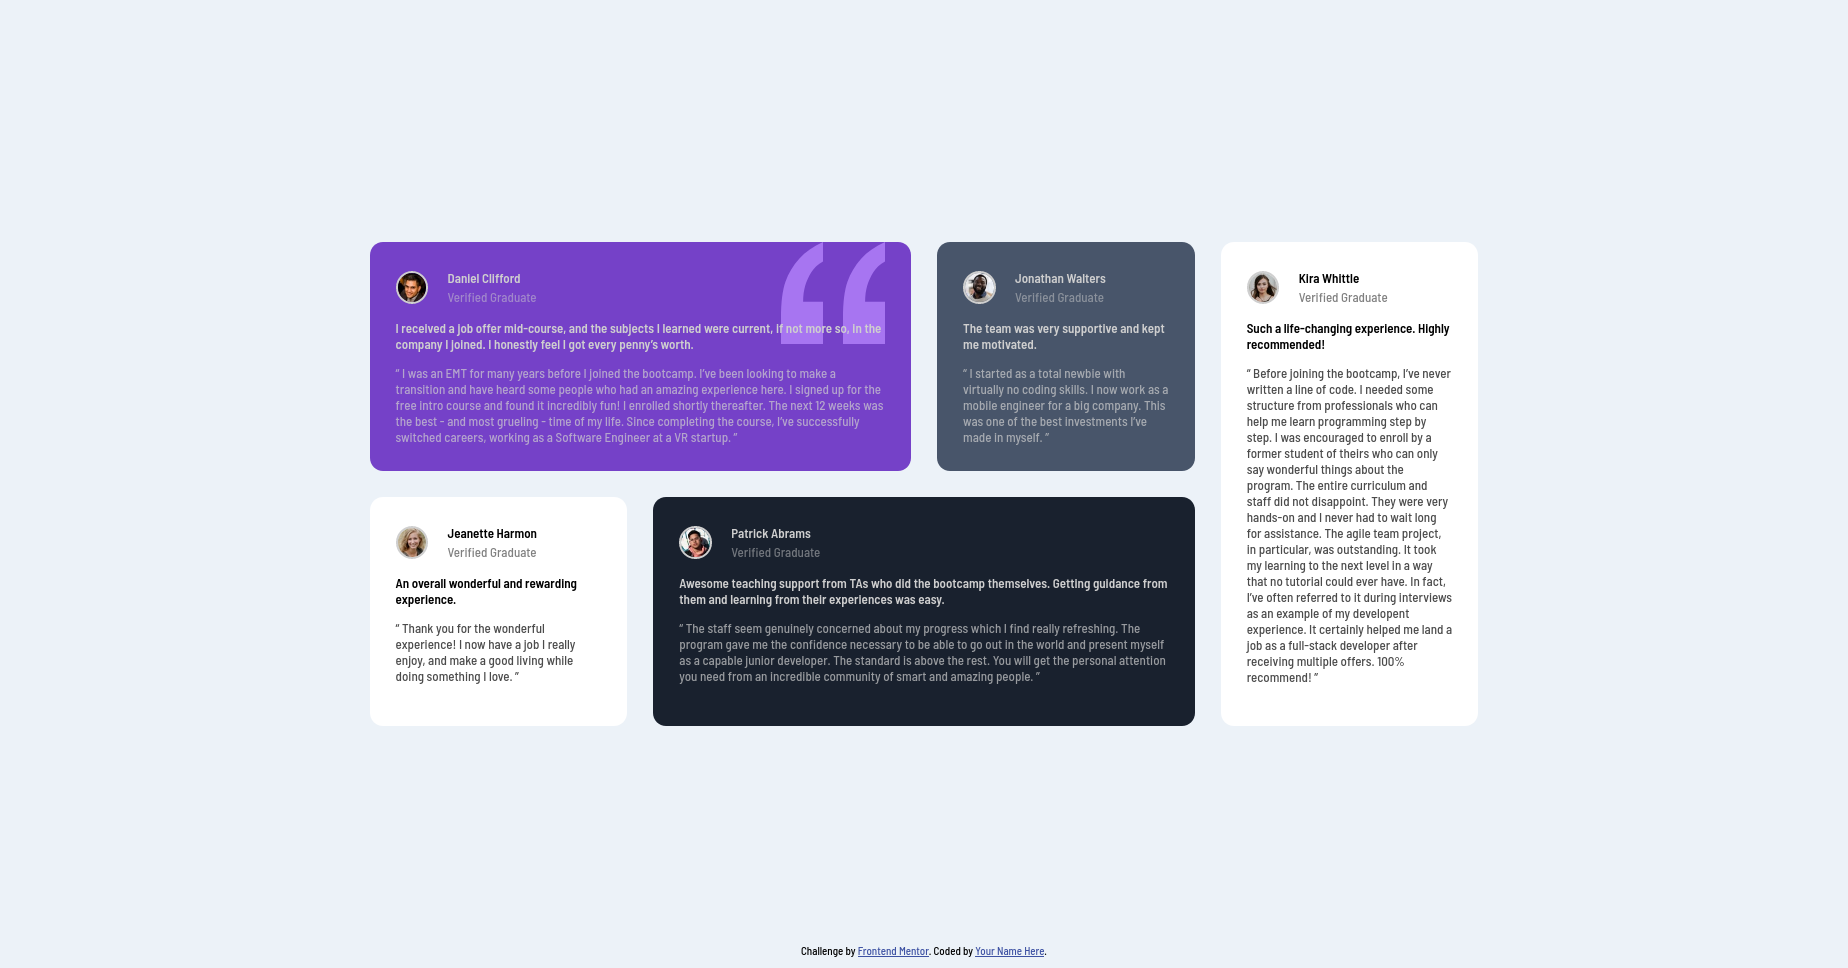 Daniel Clifford
Verified Graduate
I received a job offer mid-course, and the subjects I learned were current, if not more so, in the
company I joined. I honestly feel I got every penny’s worth.
“ I was an EMT for many years before I joined the bootcamp. I’ve been looking to make a
transition and have heard some people who had an amazing experience here. I signed up for the
free intro course and found it incredibly fun! I enrolled shortly thereafter. The next 12 weeks was
the best - and most grueling - time of my life. Since completing the course, I’ve successfully
switched careers, working as a Software Engineer at a VR startup. ”
Jonathan Walters
Verified Graduate
The team was very supportive and kept
me motivated.
“ I started as a total newbie with
virtually no coding skills. I now work as a
mobile engineer for a big company. This
was one of the best investments I’ve
made in myself. ”
Kira Whittle
Verified Graduate
Such a life-changing experience. Highly
recommended!
“ Before joining the bootcamp, I’ve never
written a line of code. I needed some
structure from professionals who can
help me learn programming step by
step. I was encouraged to enroll by a
former student of theirs who can only
say wonderful things about the
program. The entire curriculum and
staff did not disappoint. They were very
hands-on and I never had to wait long
for assistance. The agile team project,
in particular, was outstanding. It took
my learning to the next level in a way
that no tutorial could ever have. In fact,
I’ve often referred to it during interviews
as an example of my developent
experience. It certainly helped me land a
job as a full-stack developer after
receiving multiple offers. 100%
recommend! ”
Jeanette Harmon
Verified Graduate
An overall wonderful and rewarding
experience.
“ Thank you for the wonderful
experience! I now have a job I really
enjoy, and make a good living while
doing something I love. ”
Patrick Abrams
Verified Graduate
Awesome teaching support from TAs who did the bootcamp themselves. Getting guidance from
them and learning from their experiences was easy.
“ The staff seem genuinely concerned about my progress which I find really refreshing. The
program gave me the confidence necessary to be able to go out in the world and present myself
as a capable junior developer. The standard is above the rest. You will get the personal attention
you need from an incredible community of smart and amazing people. ”
Challenge by Frontend Mentor. Coded by Your Name Here.